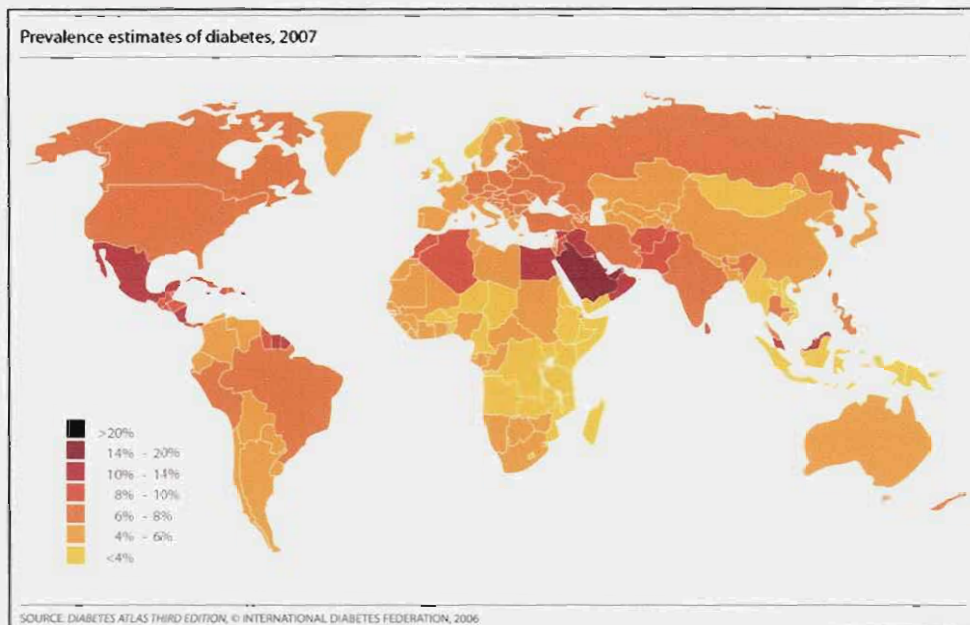 Prevalence estimates of diabetes, 2007
>20%
14% - 20%
10% - 14%
8% - 10%
6% - 8%
4% - 6%
<4%
SOURCE: DIABETES ATLAS THIRD EDITION, © INTERNATIONAL DIABETES FEDERATION, 2006